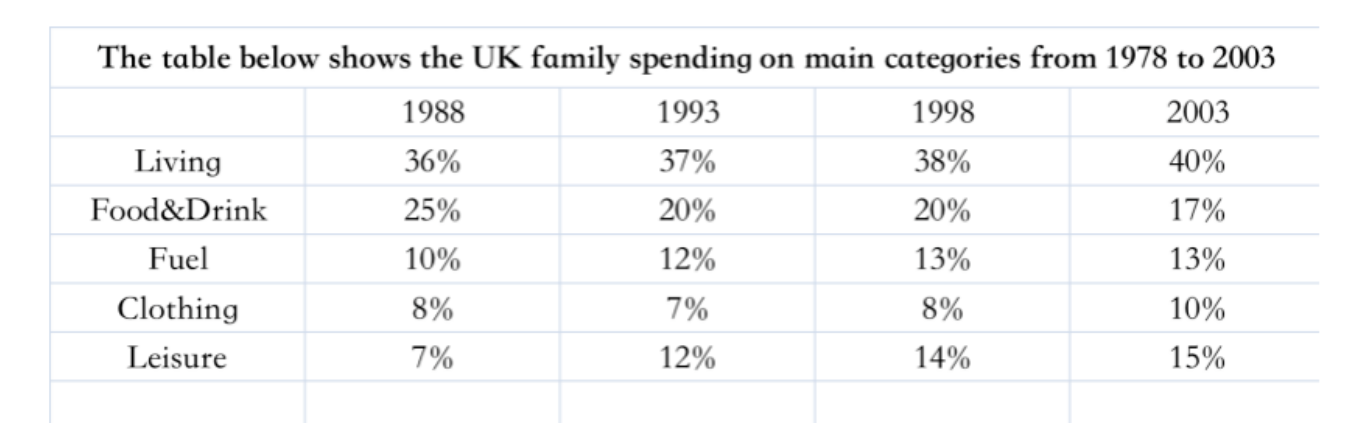 The table below shows the UK family spending on main categories from 1978 to 2003
1988 1993 1998 2003
Living 36% 37% 38% 40%
Food&Drink 25% 20% 20% 17%
Fuel 10% 12% 13% 13%
Clothing 8% 7% 8% 10%
Leisure 7% 12% 14% 15%